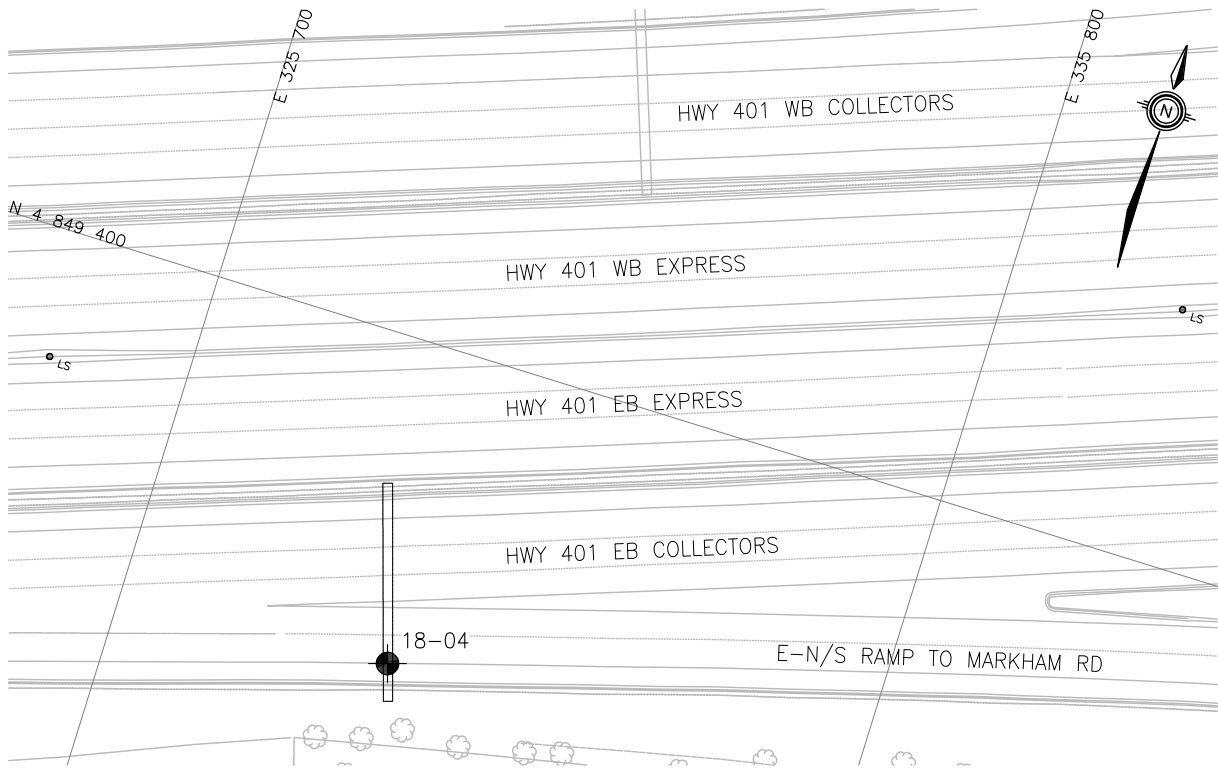 E 325 700
E 335 800
HWY 401 WB COLLECTORS
N
N 4 849 400
HWY 401 WB EXPRESS
LS
LS
HWY 401 EB EXPRESS
HWY 401 EB COLLECTORS
18-04
E-N/S RAMP TO MARKHAM RD